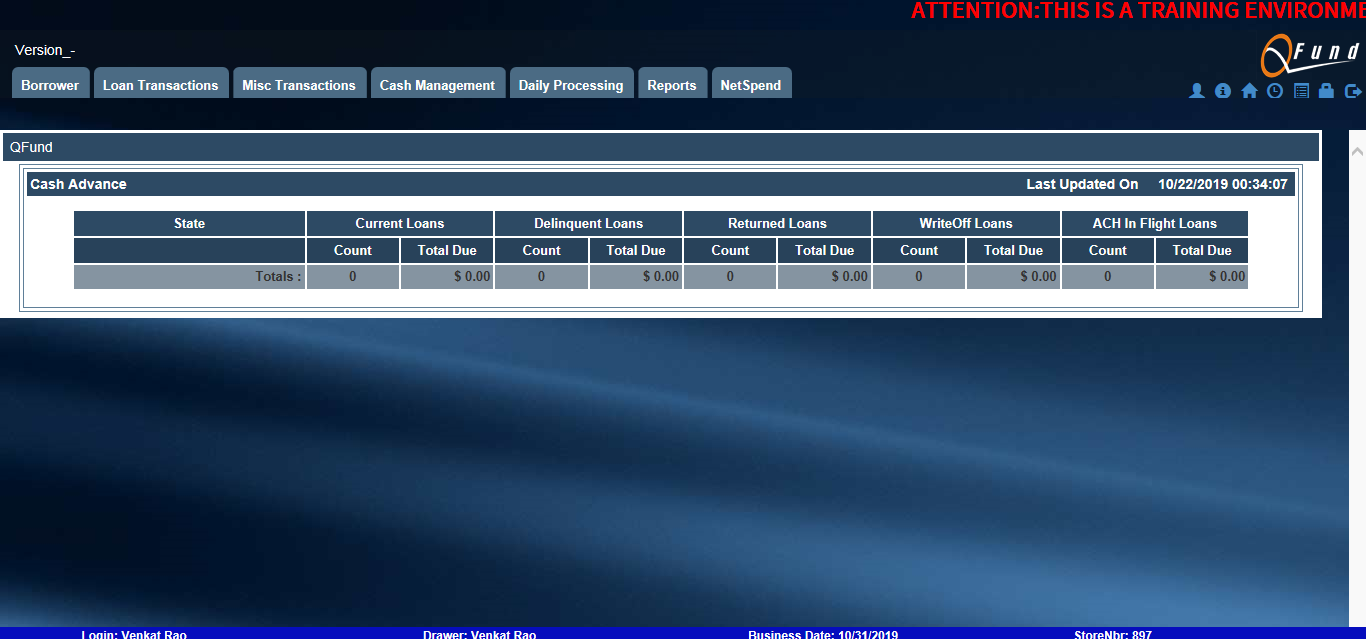 ATTENTION:THIS IS A TRAINING ENVIRONME
Version_-
QFund
Borrower Loan Transactions Misc Transactions Cash Management Daily Processing Reports NetSpend
QFund
Cash Advance Last Updated On 10/22/2019 00:34:07
State Current Loans Delinquent Loans Returned Loans WriteOff Loans ACH In Flight Loans
Count Total Due Count Total Due Count Total Due Count Total Due Count Total Due
Totals : 0 $ 0.00 0 $ 0.00 0 $ 0.00 0 $ 0.00 0 $ 0.00
Login: Venkat Rao Drawer: Venkat Rao Business Date: 10/31/2019 StoreNbr: 897